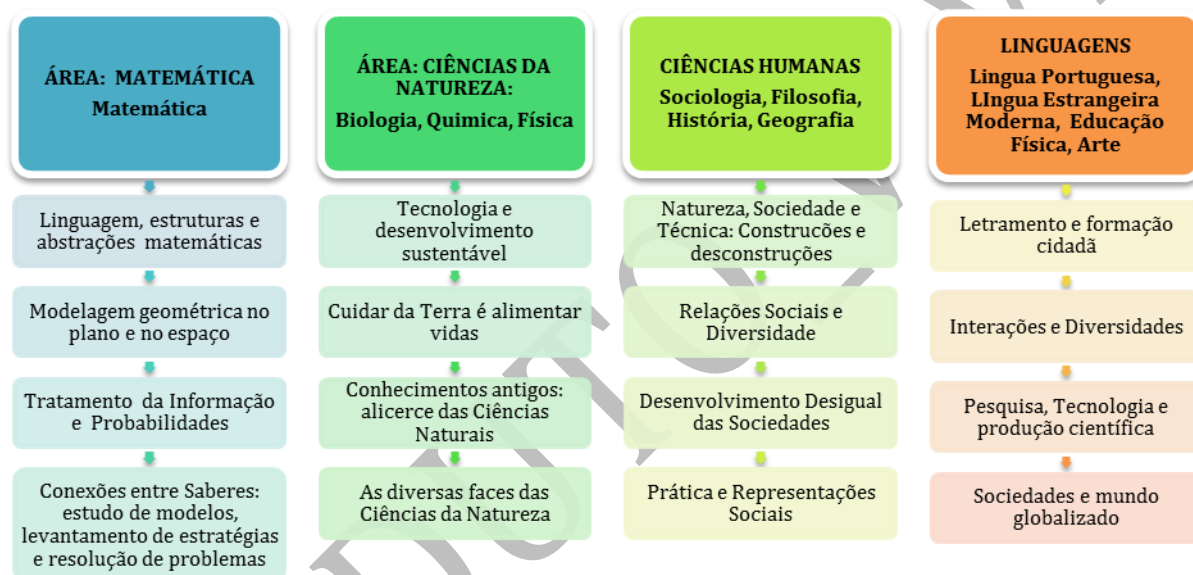 ÁREA: MATEMÁTICA
Matemática
Linguagem, estruturas e
abstrações matemáticas
Modelagem geométrica no
plano e no espaço
Tratamento da Informação
e Probabilidades
Conexões entre Saberes:
estudo de modelos,
levantamento de estratégias
e resolução de problemas
ÁREA: CIÊNCIAS DA
NATUREZA:
Biologia, Quimica, Física
Tecnologia e
desenvolvimento
sustentável
Cuidar da Terra é alimentar
vidas
Conhecimentos antigos:
alicerce das Ciências
Naturais
As diversas faces das
Ciências da Natureza
CIÊNCIAS HUMANAS
Sociologia, Filosofia,
História, Geografia
Natureza, Sociedade e
Técnica: Construcões e
desconstruções
Relações Sociais e
Diversidade
Desenvolvimento Desigual
das Sociedades
Prática e Representações
Sociais
LINGUAGENS
Lingua Portuguesa,
LIngua Estrangeira
Moderna, Educação
Física, Arte
Letramento e formação
cidadã
Interações e Diversidades
Pesquisa, Tecnologia e
produção científica
Sociedades e mundo
globalizado